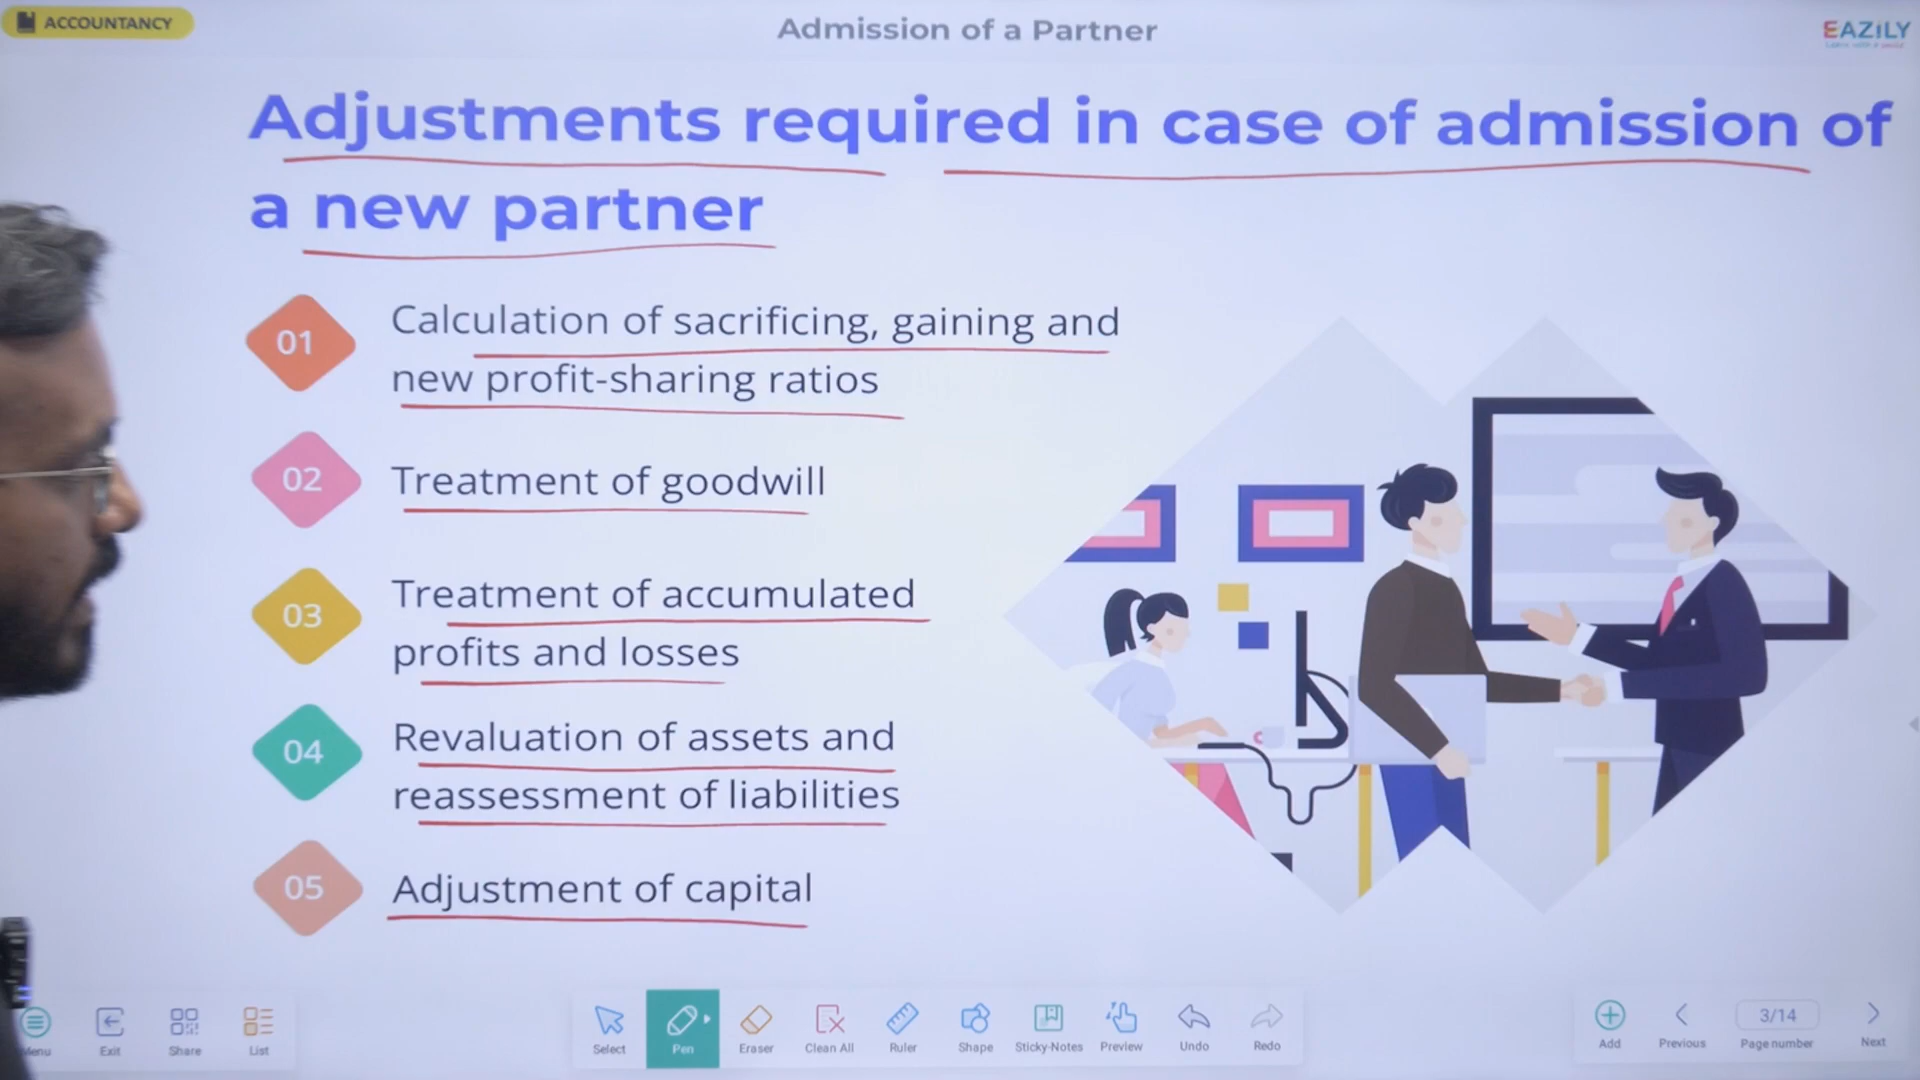 ACCOUNTANCY
Admission of a Partner
EAZiLY
Adjustments required in case of admission of
a new partner
01
Calculation of sacrificing, gaining and
new profit-sharing ratios
02
Treatment of goodwill
03
Treatment of accumulated
profits and losses
04
Revaluation of assets and
reassessment of liabilities
05
Adjustment of capital
Menu Exit Share List
Select Pen Eraser Clean All Ruler Shape Sticky-Notes Preview Undo Redo
3/14
Add Previous Page number Next